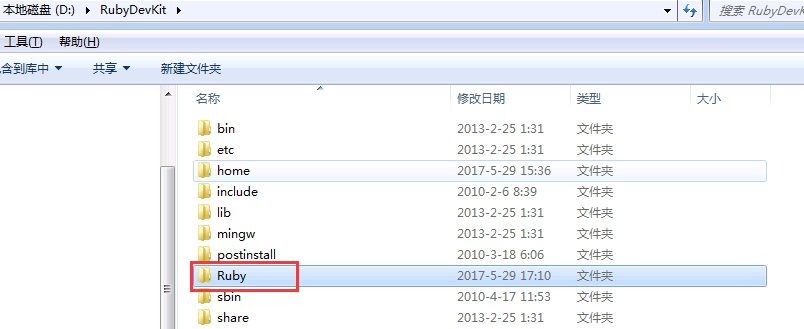 本地磁盘 (D:) ▸ RubyDevKit ▸ 搜索 RubyDevK
工具(T) 帮助(H)
含到库中 共享 新建文件夹
名称 修改日期 类型 大小
bin 2013-2-25 1:31 文件夹
etc 2013-2-25 1:31 文件夹
home 2017-5-29 15:36 文件夹
include 2010-2-6 8:39 文件夹
lib 2013-2-25 1:31 文件夹
mingw 2013-2-25 1:31 文件夹
postinstall 2010-3-18 6:06 文件夹
Ruby 2017-5-29 17:10 文件夹
sbin 2010-4-17 11:53 文件夹
share 2013-2-25 1:31 文件夹